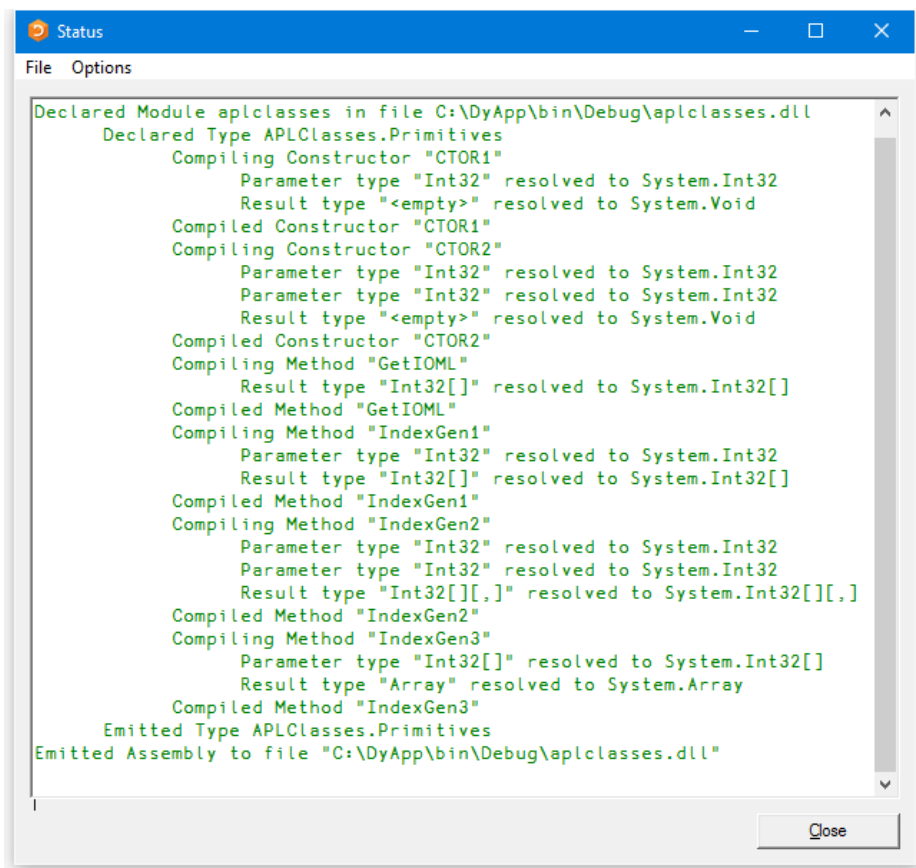 Status
File Options
Declared Module aplclasses in file C:\DyApp\bin\Debug\aplclasses.dll
Declared Type APLClasses.Primitives
Compiling Constructor "CTOR1"
Parameter type "Int32" resolved to System.Int32
Result type "<empty>" resolved to System.Void
Compiled Constructor "CTOR1"
Compiling Constructor "CTOR2"
Parameter type "Int32" resolved to System.Int32
Parameter type "Int32" resolved to System.Int32
Result type "<empty>" resolved to System.Void
Compiled Constructor "CTOR2"
Compiling Method "GetIOML"
Result type "Int32[]" resolved to System.Int32[]
Compiled Method "GetIOML"
Compiling Method "IndexGen1"
Parameter type "Int32" resolved to System.Int32
Result type "Int32[]" resolved to System.Int32[]
Compiled Method "IndexGen1"
Compiling Method "IndexGen2"
Parameter type "Int32" resolved to System.Int32
Parameter type "Int32" resolved to System.Int32
Result type "Int32[][,]" resolved to System.Int32[][,]
Compiled Method "IndexGen2"
Compiling Method "IndexGen3"
Parameter type "Int32[]" resolved to System.Int32[]
Result type "Array" resolved to System.Array
Compiled Method "IndexGen3"
Emitted Type APLClasses.Primitives
Emitted Assembly to file "C:\DyApp\bin\Debug\aplclasses.dll"
Close